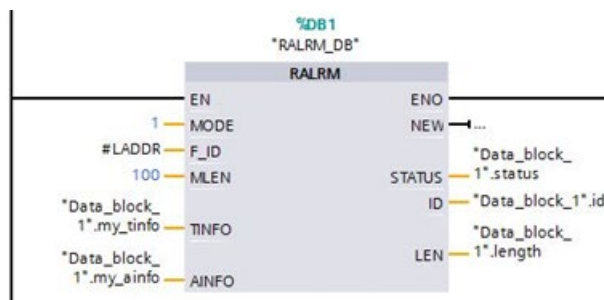 %DB1
"RALRM_DB"
RALRM
EN ENO
1 MODE NEW ...
#LADDR F_ID
100 MLEN STATUS "Data_block_
1".status
ID "Data_block_1".id
"Data_block_
1".my_tinfo TINFO
"Data_block_
LEN 1".length
"Data_block_
1".my_ainfo AINFO